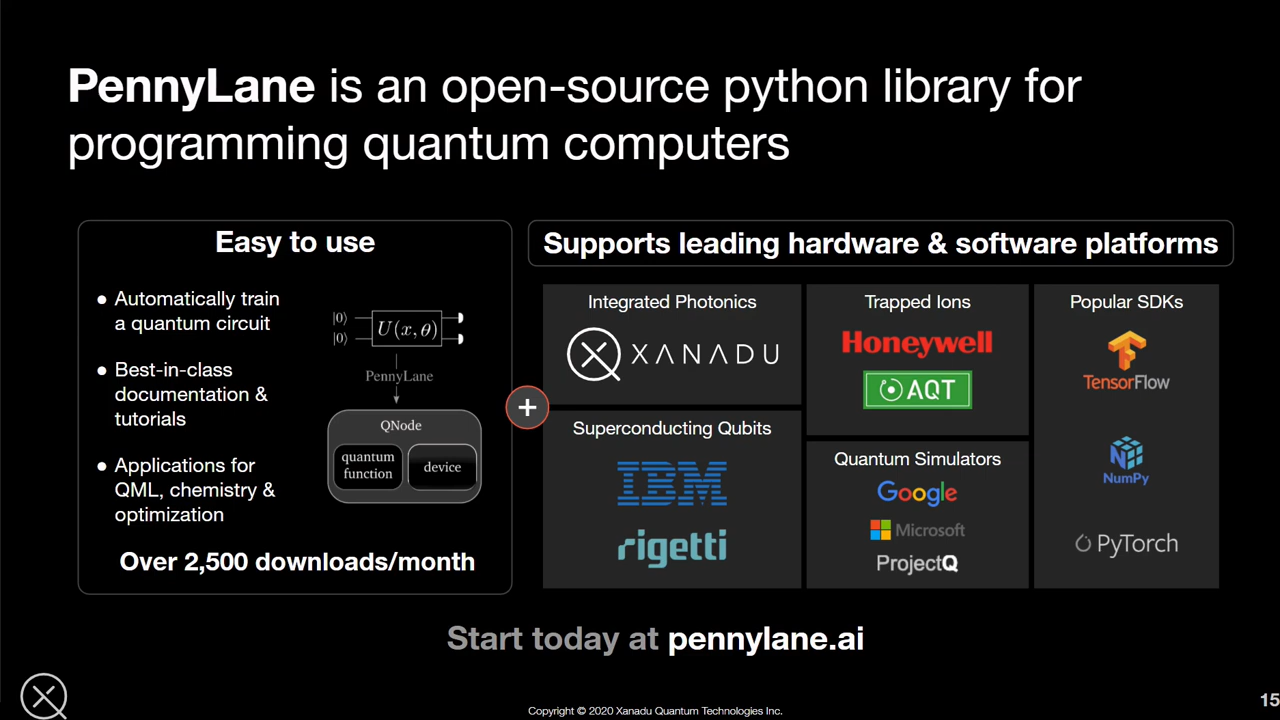 PennyLane is an open-source python library for
programming quantum computers
Easy to use
● Automatically train
a quantum circuit
● Best-in-class
documentation &
tutorials
● Applications for
QML, chemistry &
optimization
|0⟩
|0⟩
U(x, θ)
PennyLane
QNode
quantum
function
device
Over 2,500 downloads/month
+
Supports leading hardware & software platforms
Integrated Photonics
XANADU
Superconducting Qubits
IBM
rigetti
Trapped Ions
Honeywell
AQT
Quantum Simulators
Google
Microsoft
ProjectQ
Popular SDKs
TensorFlow
NumPy
PyTorch
Start today at pennylane.ai
Copyright © 2020 Xanadu Quantum Technologies Inc.
15